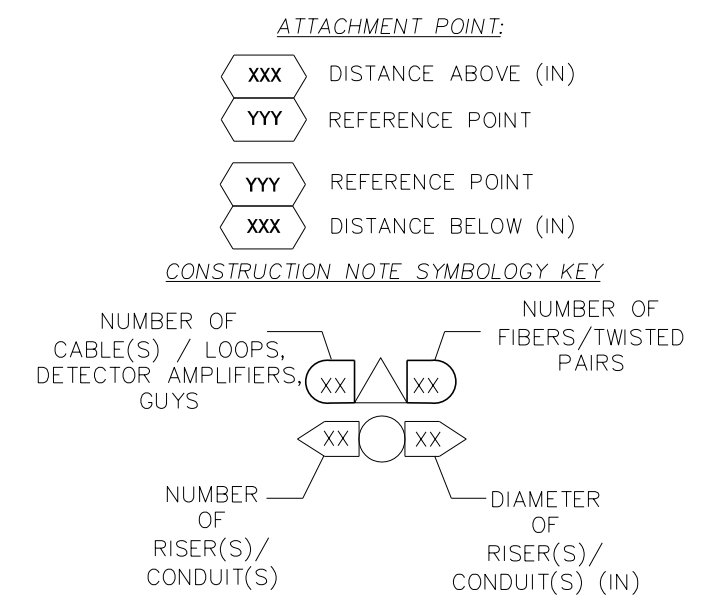 ATTACHMENT POINT:
XXX DISTANCE ABOVE (IN)
YYY REFERENCE POINT
YYY REFERENCE POINT
XXX DISTANCE BELOW (IN)
CONSTRUCTION NOTE SYMBOLOGY KEY
NUMBER OF
CABLE(S) / LOOPS,
DETECTOR AMPLIFIERS,
GUYS
NUMBER OF
FIBERS/TWISTED
PAIRS
XX XX
XX XX
NUMBER
OF
RISER(S)/
CONDUIT(S)
DIAMETER
OF
RISER(S)/
CONDUIT(S) (IN)